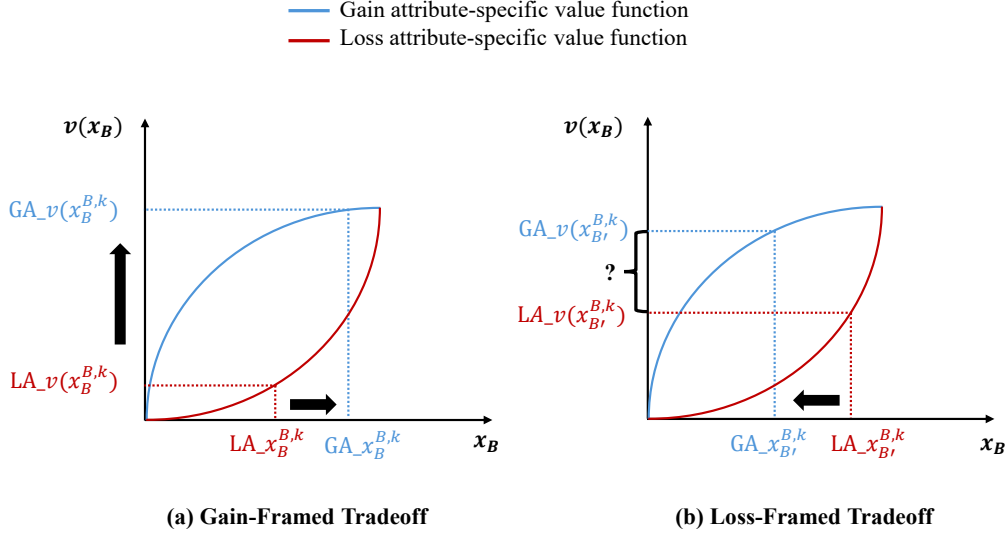 Gain attribute-specific value function
Loss attribute-specific value function
v(x_B)
GA_v(x_B^{B,k})
LA_v(x_B^{B,k})
LA_x_B^{B,k}
GA_x_B^{B,k}
x_B
(a) Gain-Framed Tradeoff
v(x_B)
GA_v(x_{B'}^{B,k})
?
LA_v(x_{B'}^{B,k})
GA_x_{B'}^{B,k}
LA_x_{B'}^{B,k}
x_B
(b) Loss-Framed Tradeoff